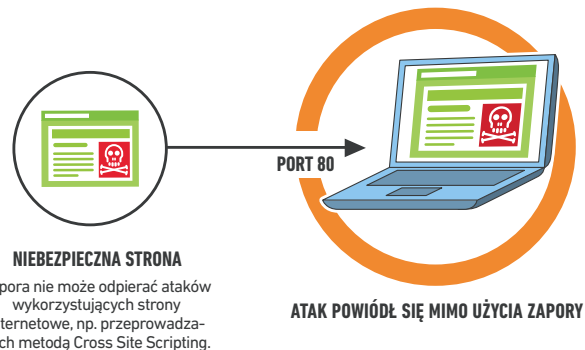 PORT 80
NIEBEZPIECZNA STRONA
pora nie może odpierać ataków
wykorzystujących strony
ternetowe, np. przeprowadza-
ch metodą Cross Site Scripting.
ATAK POWIÓDŁ SIĘ MIMO UŻYCIA ZAPORY